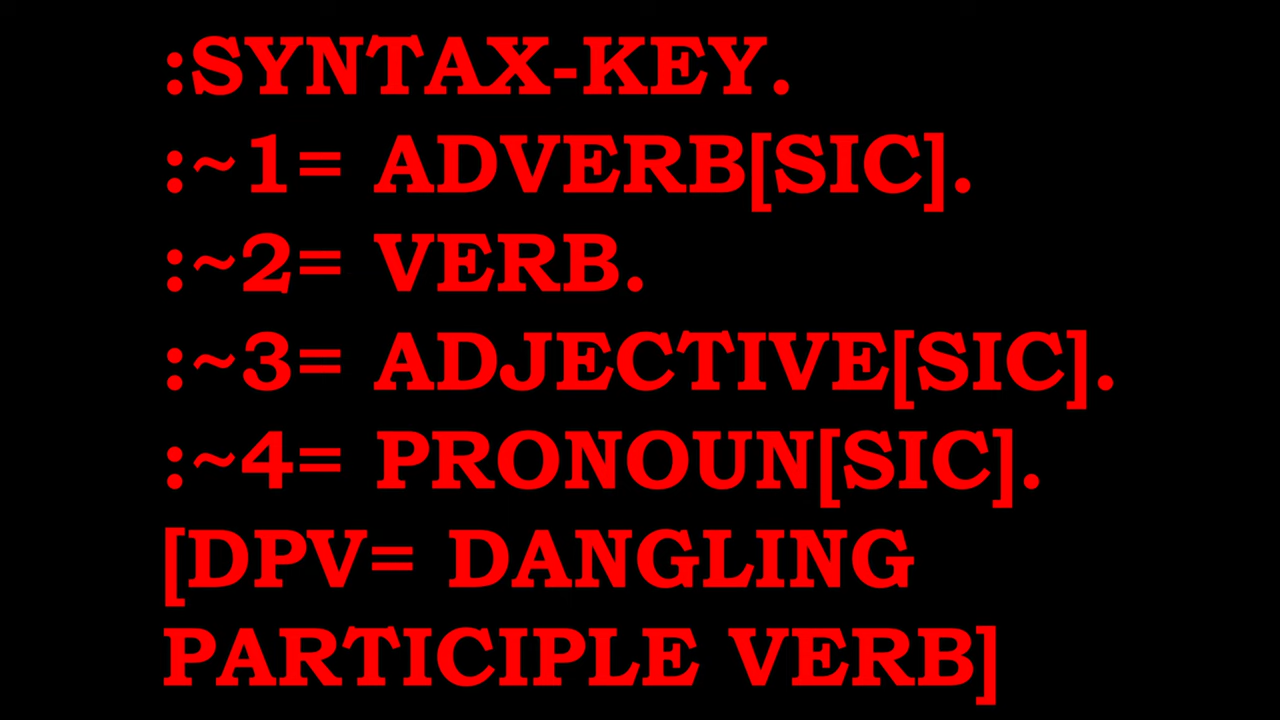 :SYNTAX-KEY.
:~1= ADVERB[SIC].
:~2= VERB.
:~3= ADJECTIVE[SIC].
:~4= PRONOUN[SIC].
[DPV= DANGLING
PARTICIPLE VERB]